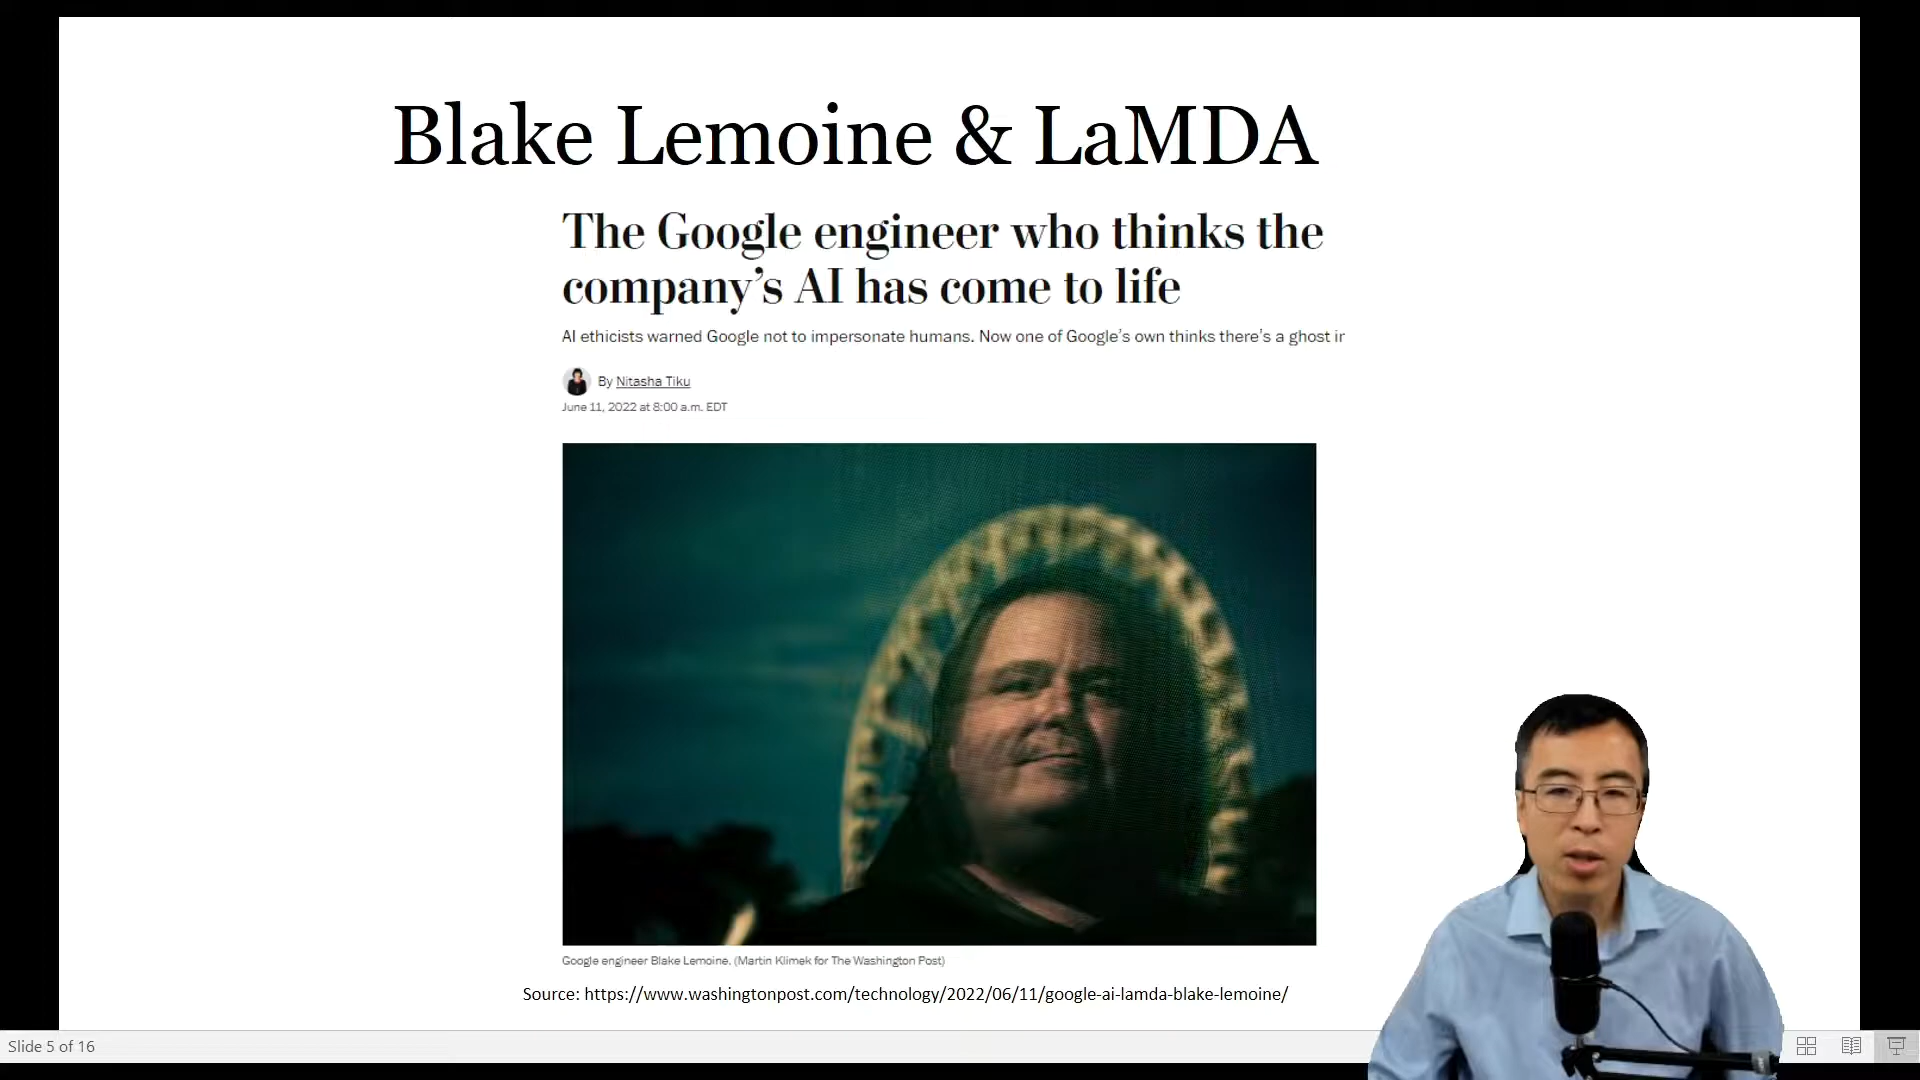 Blake Lemoine & LaMDA
The Google engineer who thinks the
company’s AI has come to life
AI ethicists warned Google not to impersonate humans. Now one of Google’s own thinks there’s a ghost ir
By Nitasha Tiku
June 11, 2022 at 8:00 a.m. EDT
Google engineer Blake Lemoine. (Martin Klimek for The Washington Post)
Source: https://www.washingtonpost.com/technology/2022/06/11/google-ai-lamda-blake-lemoine/
Slide 5 of 16